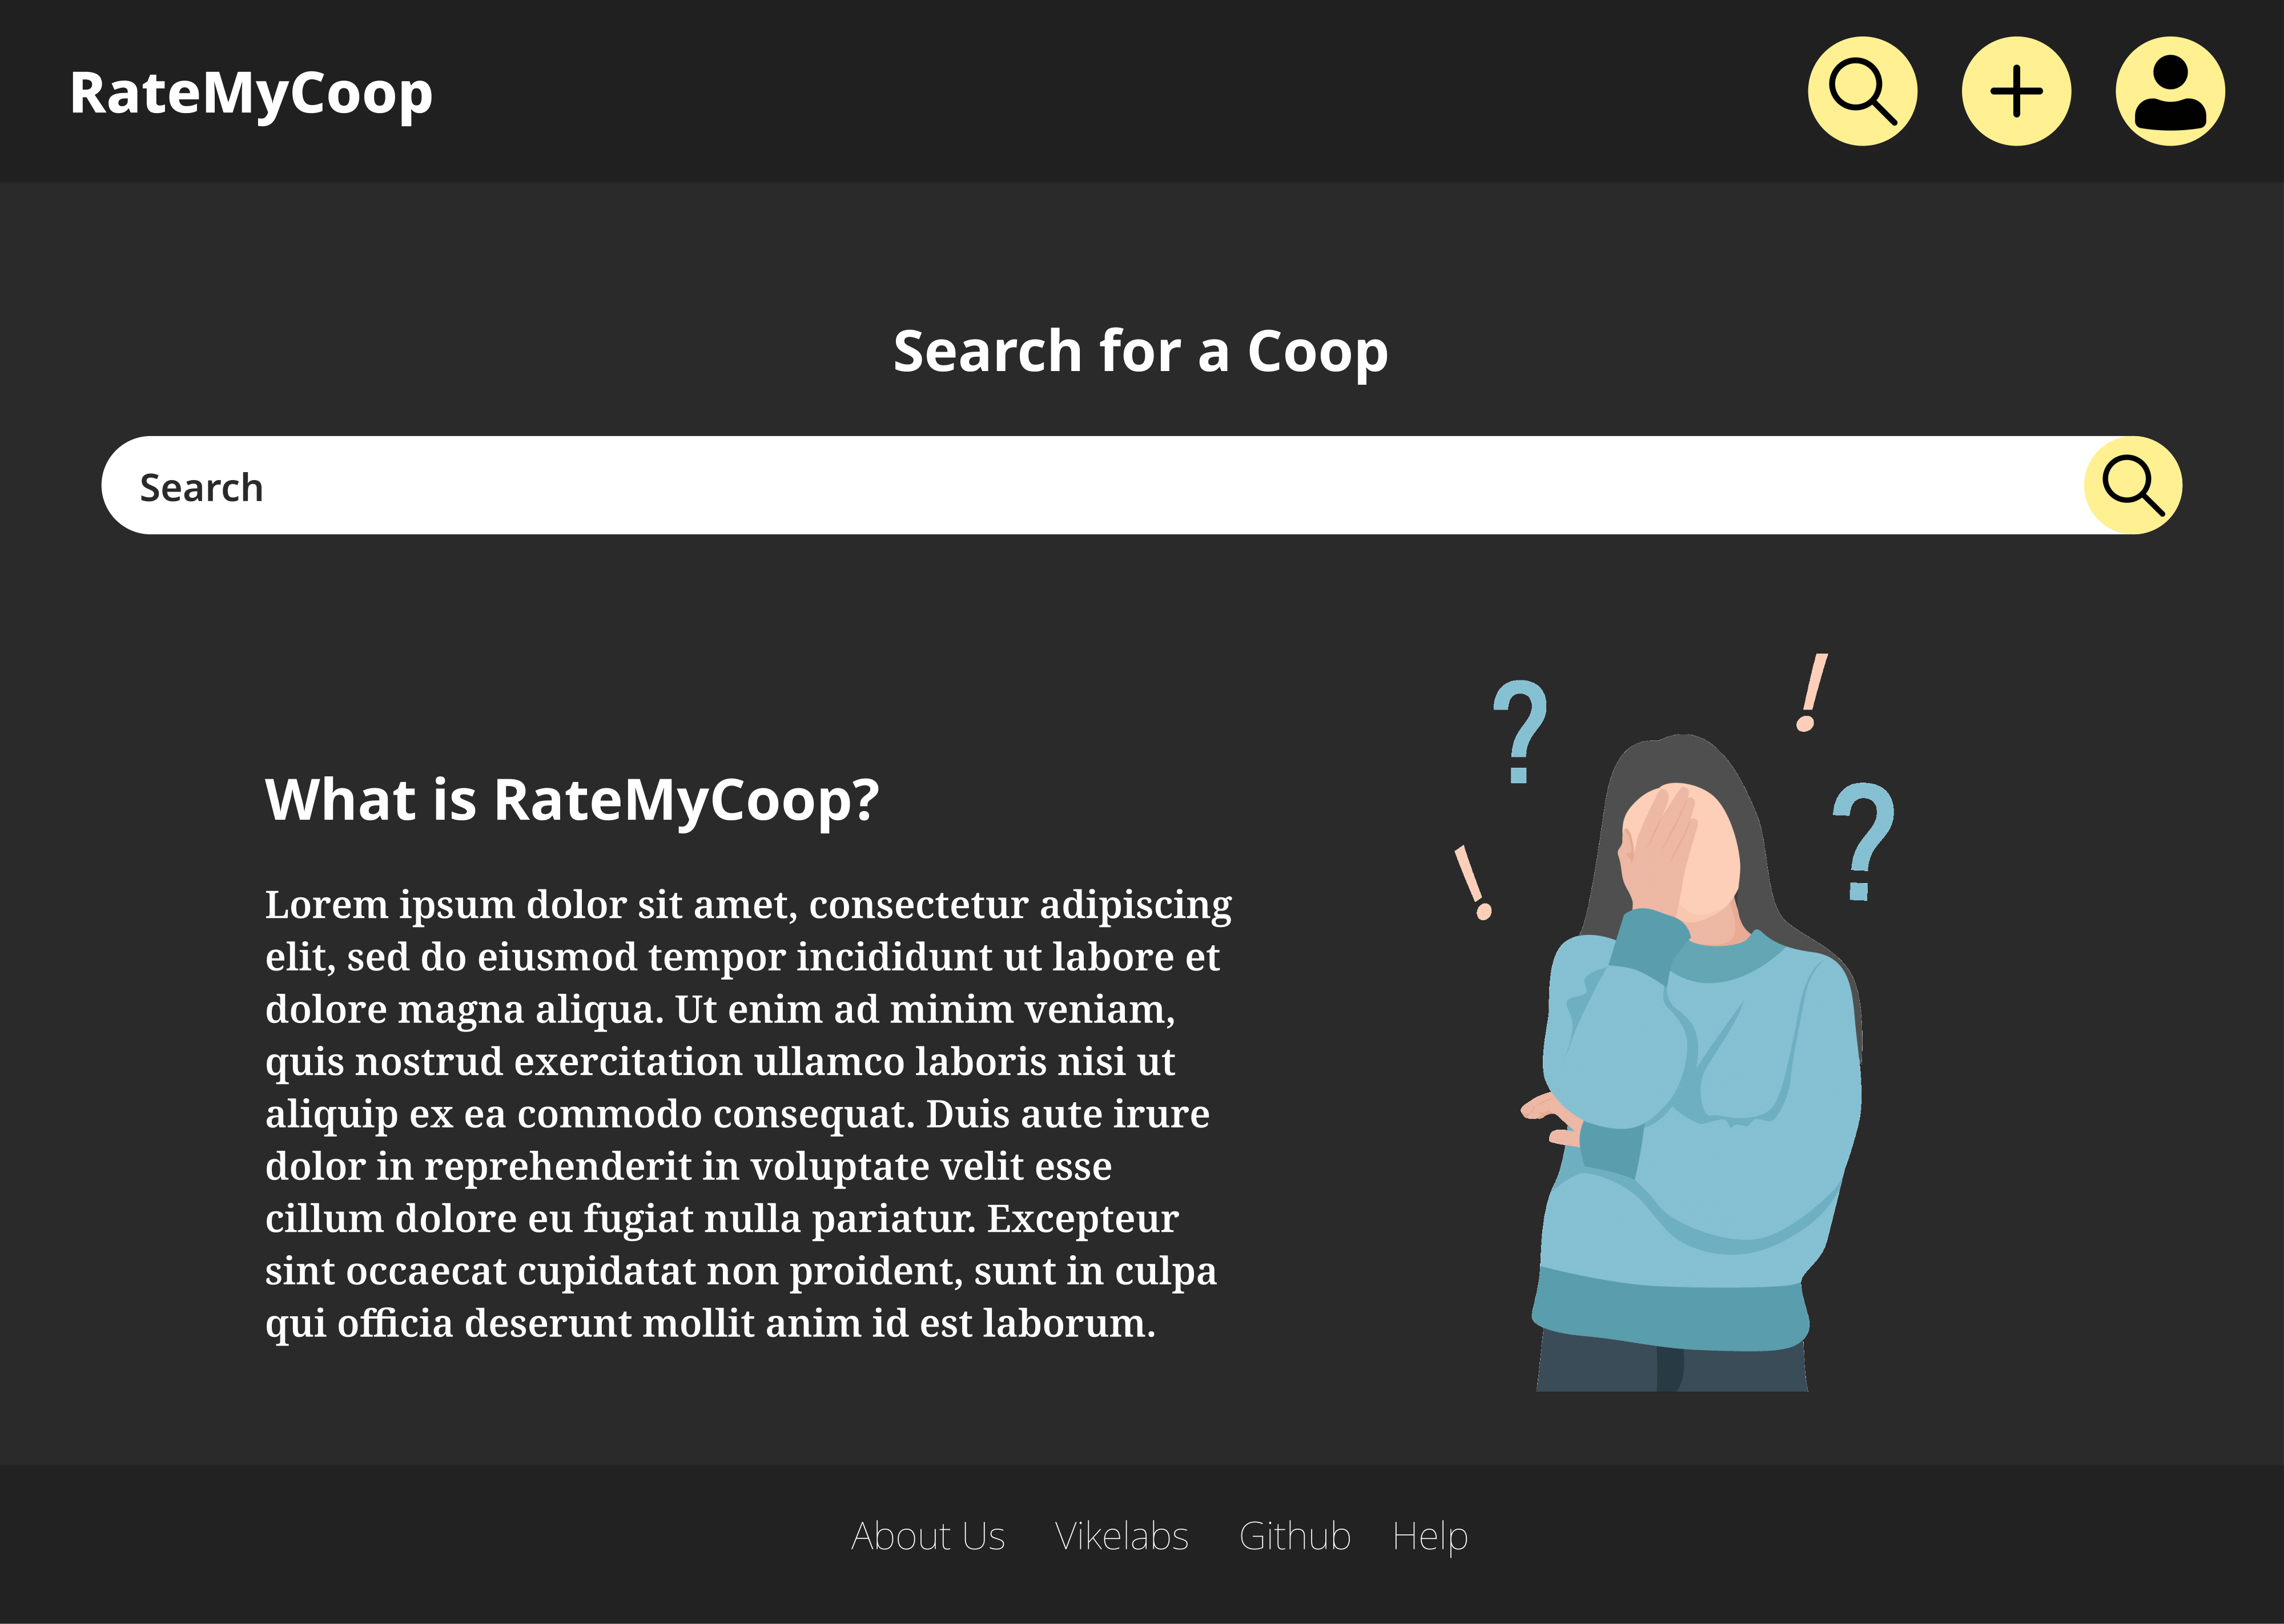 RateMyCoop
Search for a Coop
Search
? !
What is RateMyCoop?
! ?
Lorem ipsum dolor sit amet, consectetur adipiscing
elit, sed do eiusmod tempor incididunt ut labore et
dolore magna aliqua. Ut enim ad minim veniam,
quis nostrud exercitation ullamco laboris nisi ut
aliquip ex ea commodo consequat. Duis aute irure
dolor in reprehenderit in voluptate velit esse
cillum dolore eu fugiat nulla pariatur. Excepteur
sint occaecat cupidatat non proident, sunt in culpa
qui officia deserunt mollit anim id est laborum.
About Us Vikelabs Github Help